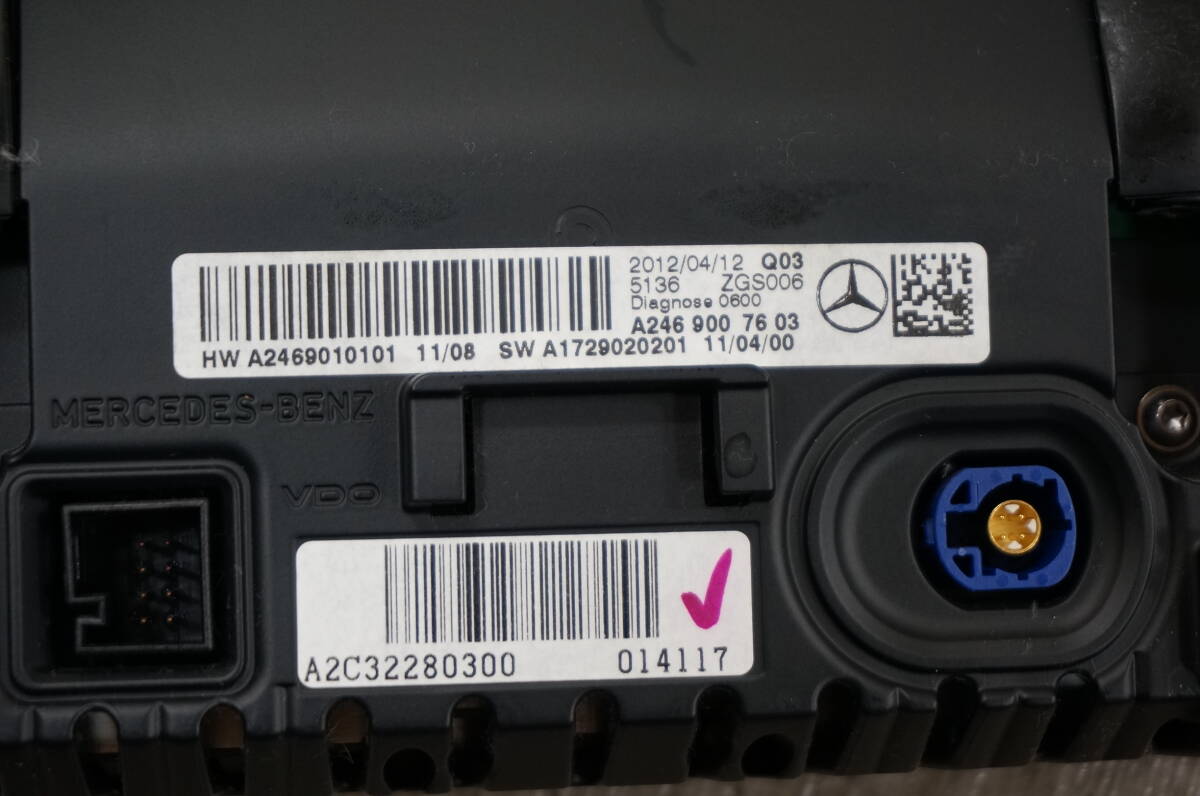 2012/04/12 Q03
5136 ZGS006
Diagnose 0600
A246 900 76 03
HW A2469010101 11/08 SW A1729020201 11/04/00
MERCEDES-BENZ
VDO
A2C32280300 014117